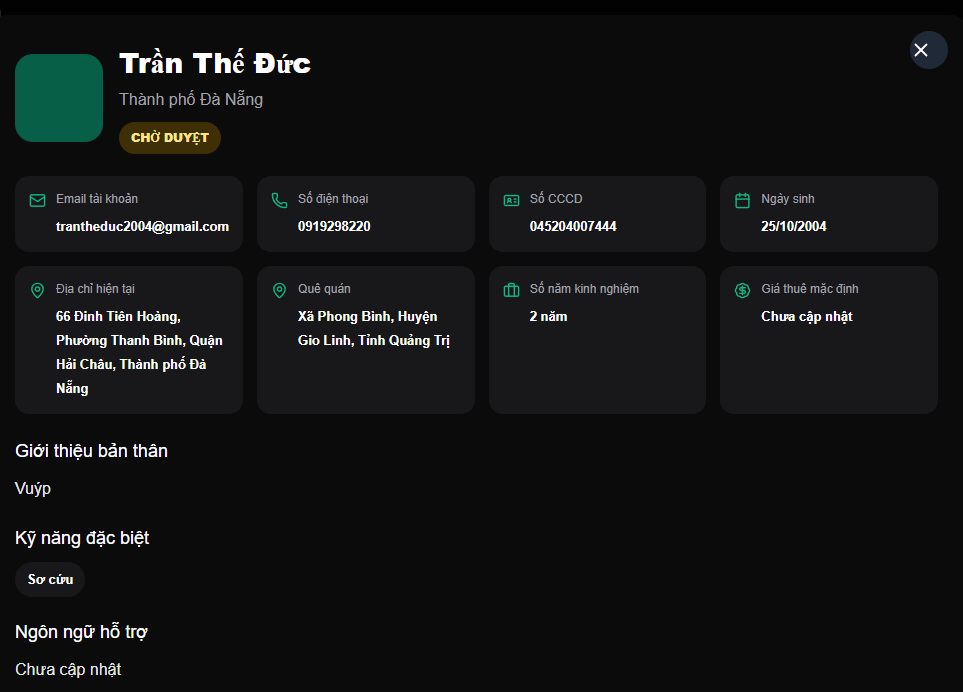 Trần Thế Đức
Thành phố Đà Nẵng
CHỜ DUYỆT
Email tài khoản
trantheduc2004@gmail.com
Số điện thoại
0919298220
Số CCCD
045204007444
Ngày sinh
25/10/2004
Địa chỉ hiện tại
66 Đinh Tiên Hoàng,
Phường Thanh Bình, Quận
Hải Châu, Thành phố Đà
Nẵng
Quê quán
Xã Phong Bình, Huyện
Gio Linh, Tỉnh Quảng Trị
Số năm kinh nghiệm
2 năm
Giá thuê mặc định
Chưa cập nhật
Giới thiệu bản thân
Vuýp
Kỹ năng đặc biệt
Sơ cứu
Ngôn ngữ hỗ trợ
Chưa cập nhật